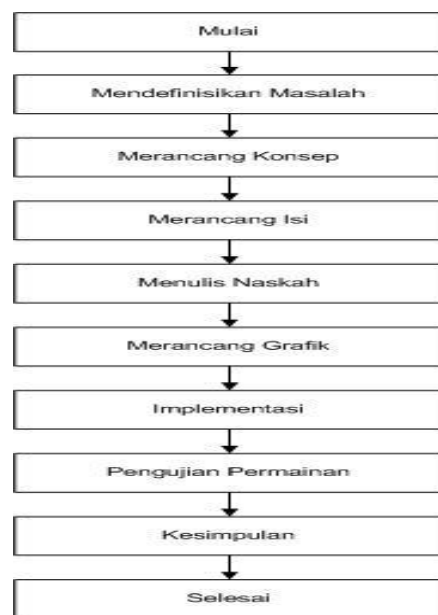 Mulai
Mendefinisikan Masalah
Merancang Konsep
Merancang Isi
Menulis Naskah
Merancang Grafik
Implementasi
Pengujian Permainan
Kesimpulan
Selesai